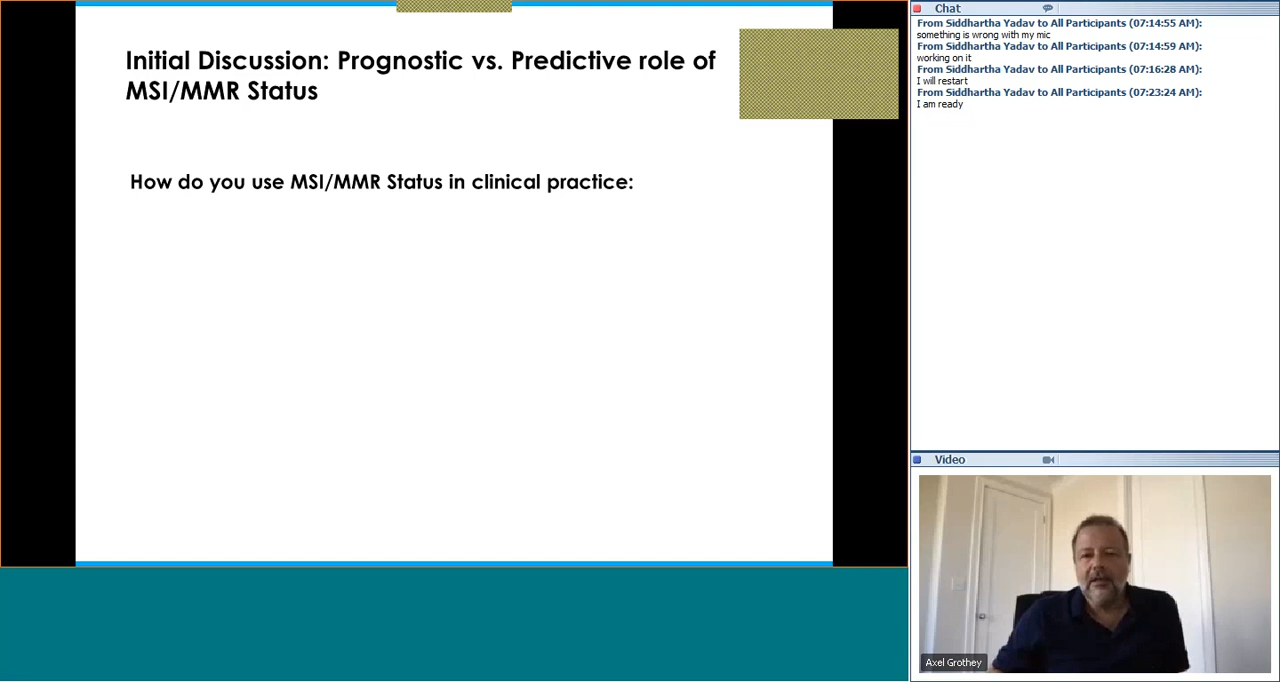 Initial Discussion: Prognostic vs. Predictive role of
MSI/MMR Status
How do you use MSI/MMR Status in clinical practice:
Chat
From Siddhartha Yadav to All Participants (07:14:55 AM):
something is wrong with my mic
From Siddhartha Yadav to All Participants (07:14:59 AM):
working on it
From Siddhartha Yadav to All Participants (07:16:28 AM):
I will restart
From Siddhartha Yadav to All Participants (07:23:24 AM):
I am ready
Video
Axel Grothey